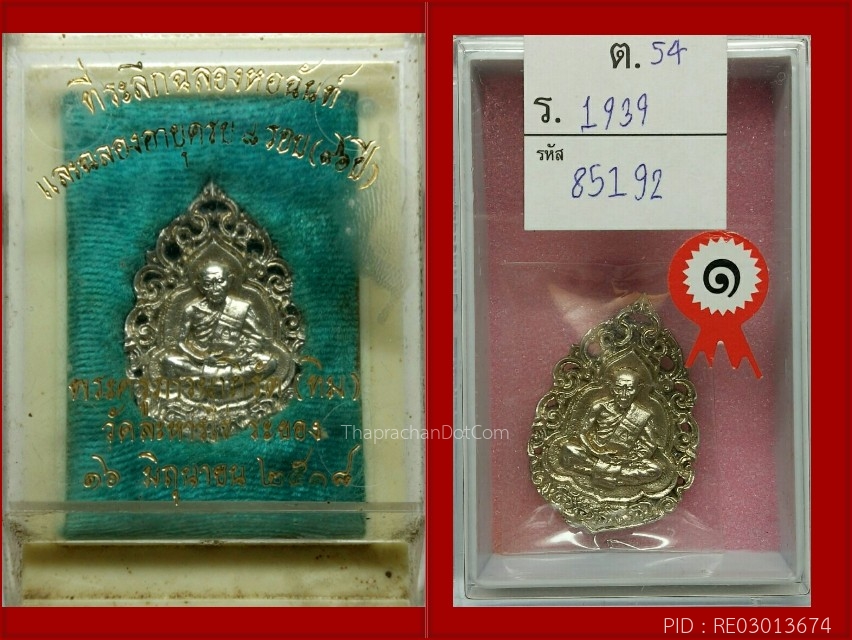 ที่ระลึกฉลองหอฉันท์
และฉลองอายุครบ ๘ รอบ(๙๖ปี)
(ทิม)
วัดละหารไร่ ระยอง
๑๖ มิถุนายน ๒๕๑๘
ThaprachanDotCom
ต. 54
ร. 1939
รหัส
85192
๑
PID : RE03013674